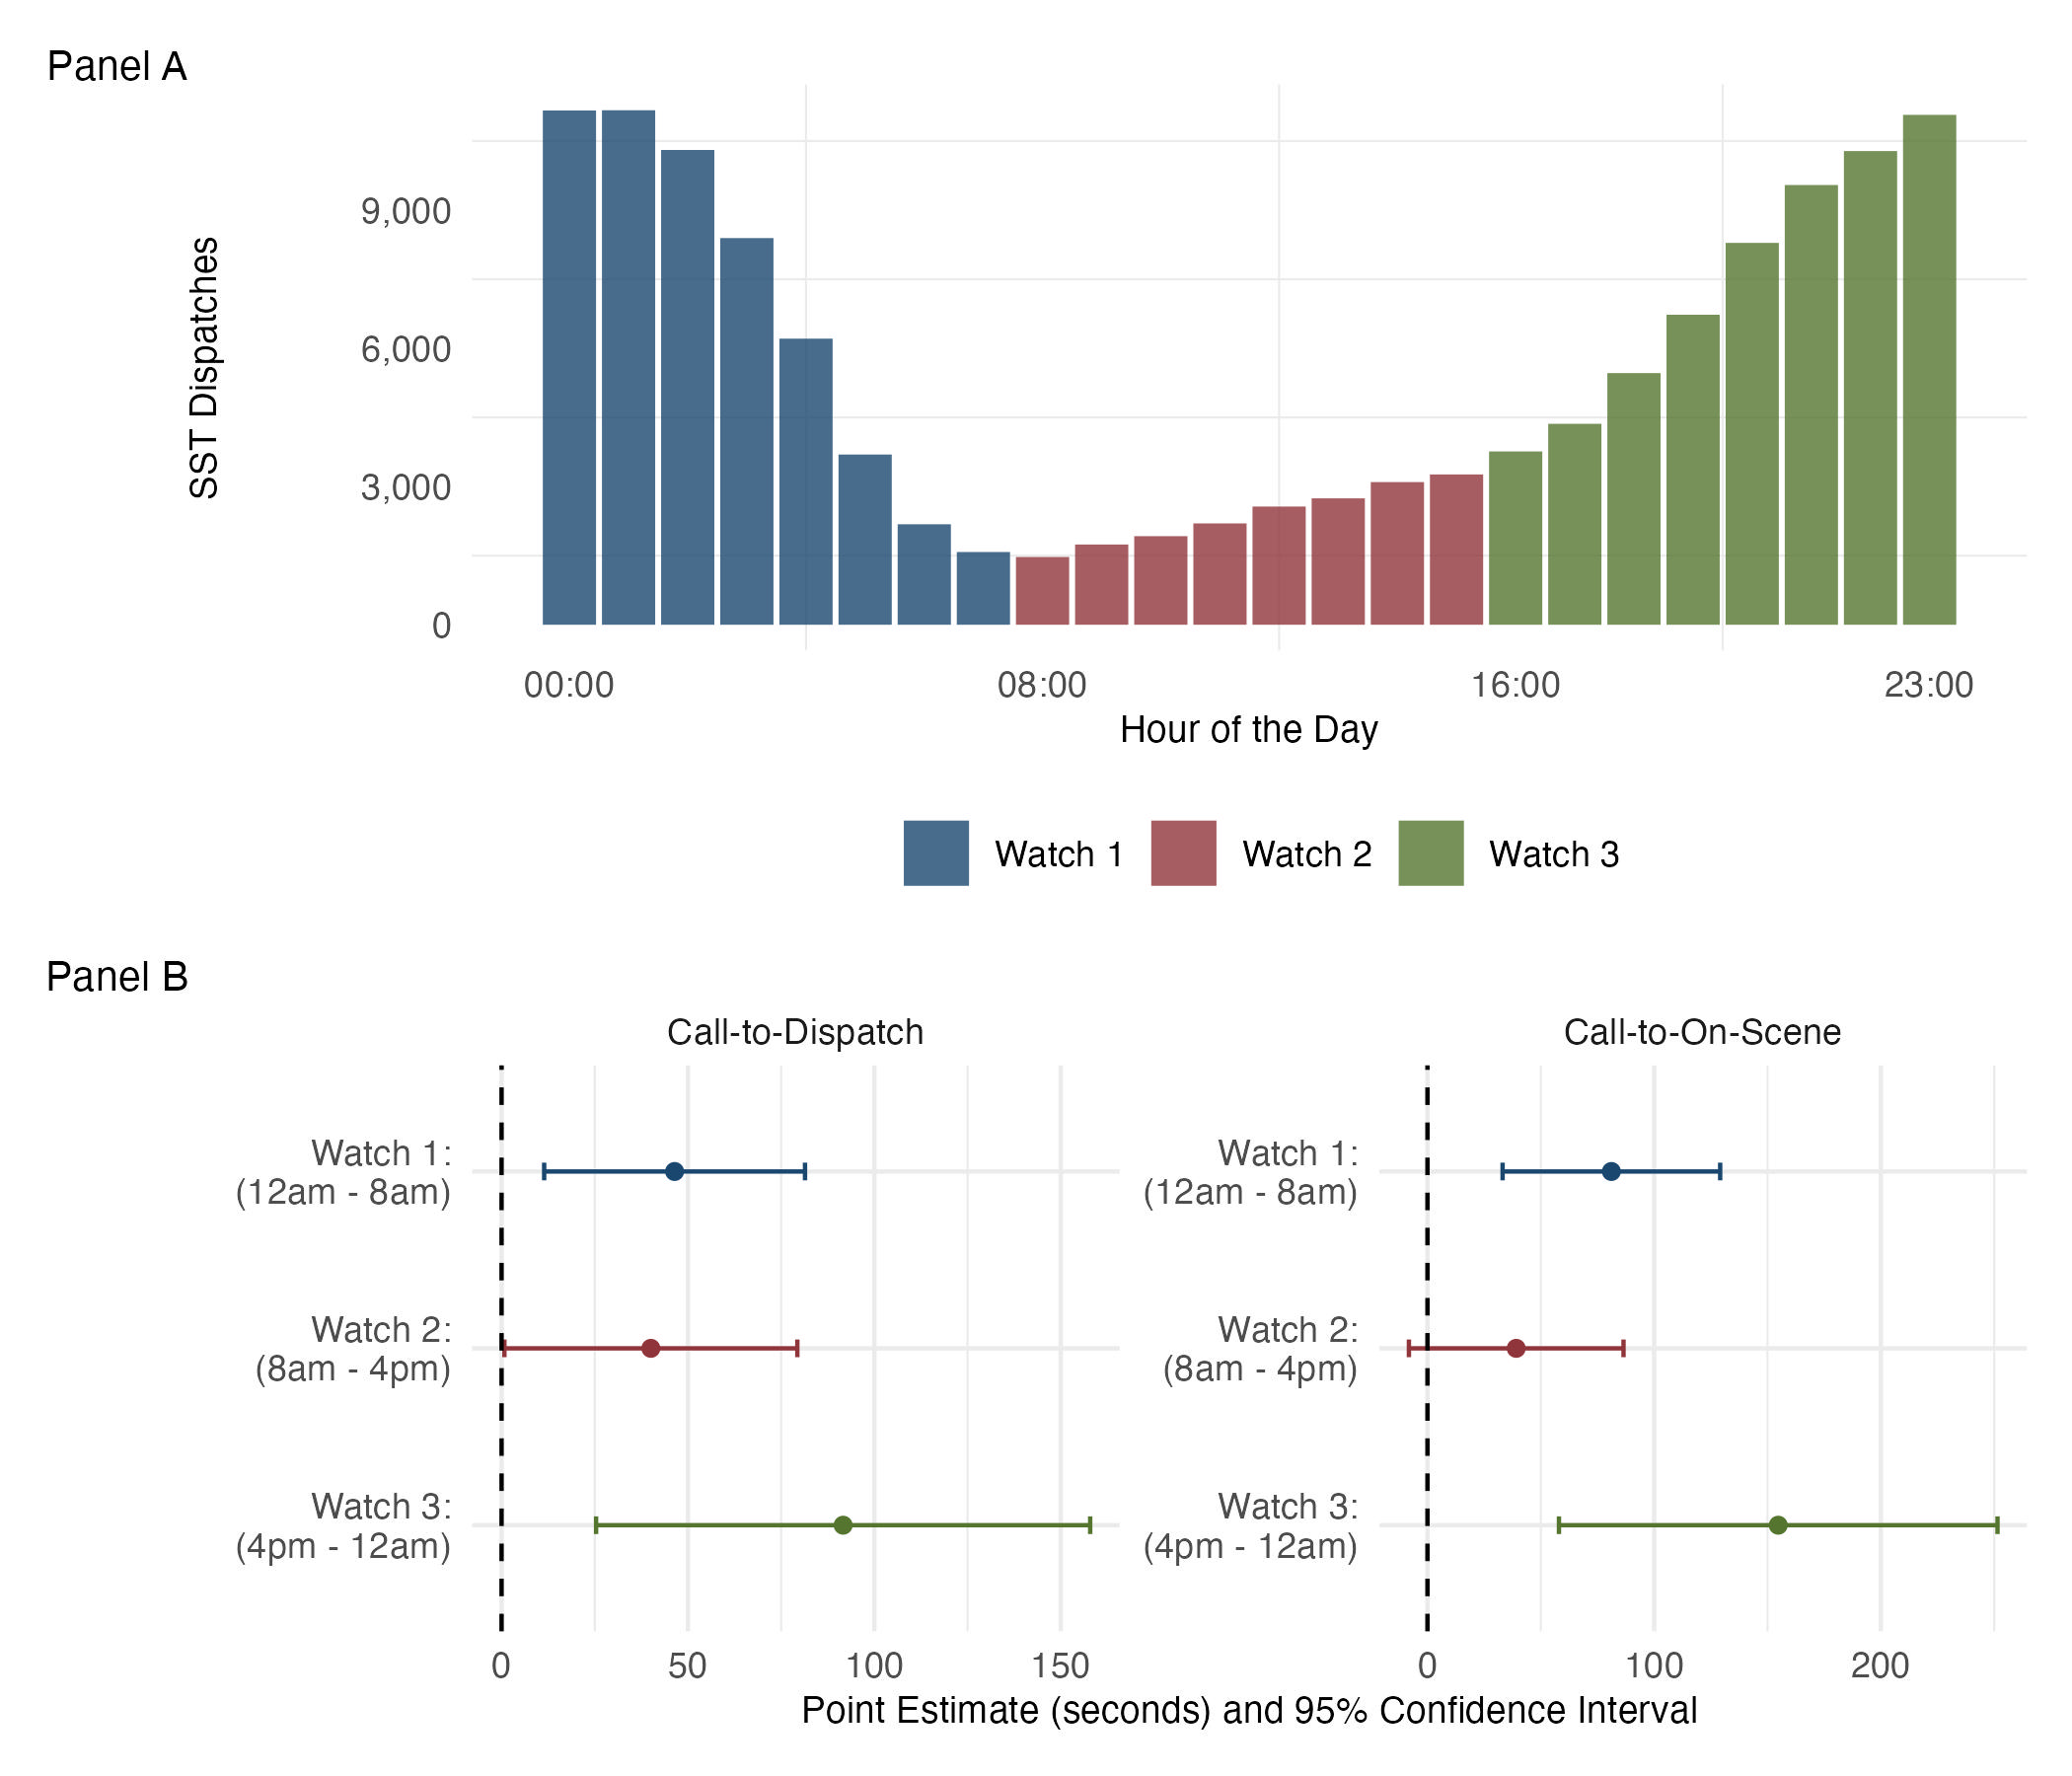 Panel A
SST Dispatches
9,000
6,000
3,000
0
00:00 08:00 16:00 23:00
Hour of the Day
Watch 1 Watch 2 Watch 3
Panel B
Call-to-Dispatch Call-to-On-Scene
Watch 1:
(12am - 8am)
Watch 2:
(8am - 4pm)
Watch 3:
(4pm - 12am)
0 50 100 150
Watch 1:
(12am - 8am)
Watch 2:
(8am - 4pm)
Watch 3:
(4pm - 12am)
0 100 200
Point Estimate (seconds) and 95% Confidence Interval